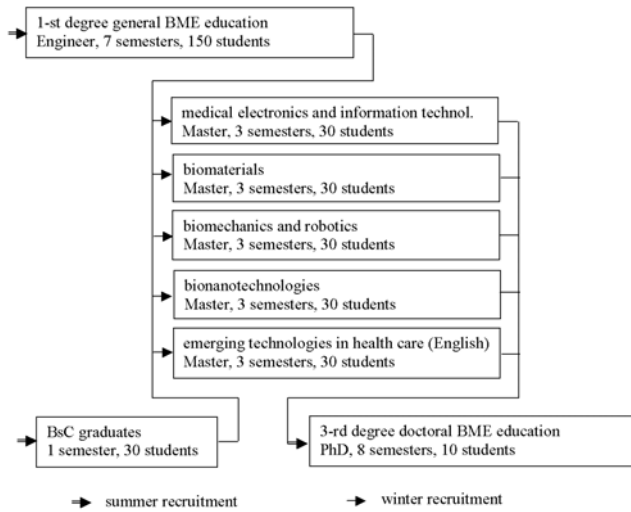 1-st degree general BME education
Engineer, 7 semesters, 150 students
medical electronics and information technol.
Master, 3 semesters, 30 students
biomaterials
Master, 3 semesters, 30 students
biomechanics and robotics
Master, 3 semesters, 30 students
bionanotechnologies
Master, 3 semesters, 30 students
emerging technologies in health care (English)
Master, 3 semesters, 30 students
BsC graduates
1 semester, 30 students
3-rd degree doctoral BME education
PhD, 8 semesters, 10 students
summer recruitment
winter recruitment